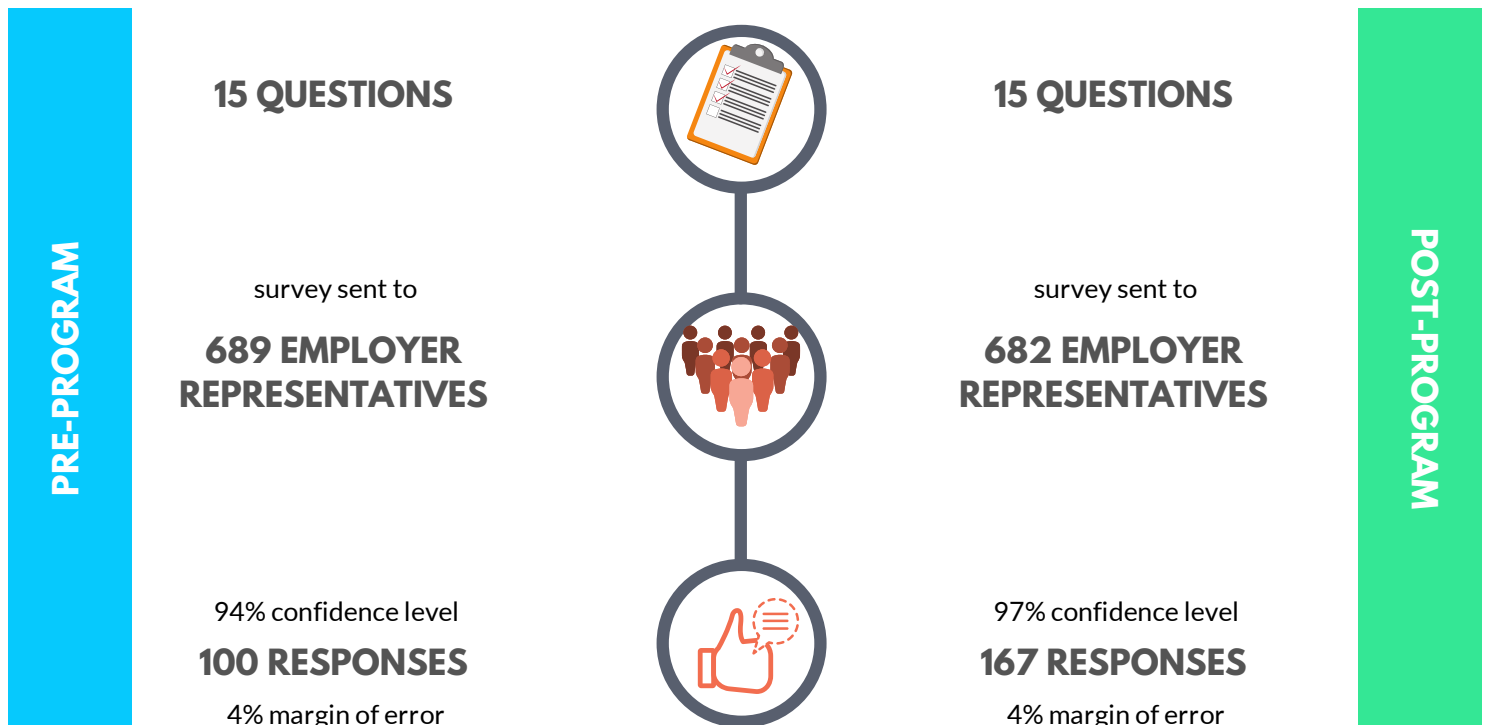 PRE-PROGRAM
15 QUESTIONS
survey sent to
689 EMPLOYER
REPRESENTATIVES
94% confidence level
100 RESPONSES
4% margin of error
15 QUESTIONS
survey sent to
682 EMPLOYER
REPRESENTATIVES
97% confidence level
167 RESPONSES
4% margin of error
POST-PROGRAM